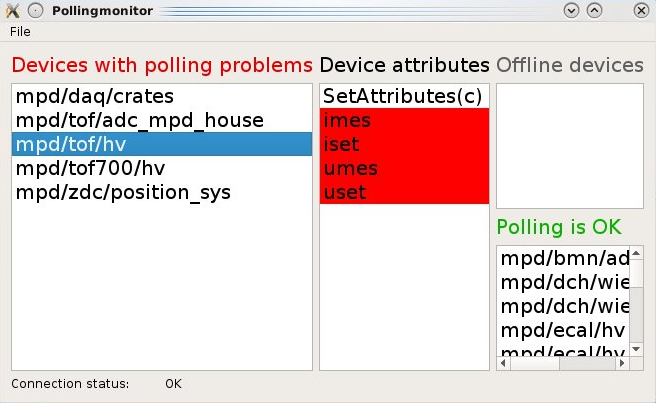 Pollingmonitor
File
Devices with polling problems
mpd/daq/crates
mpd/tof/adc_mpd_house
mpd/tof/hv
mpd/tof700/hv
mpd/zdc/position_sys
Device attributes
SetAttributes(c)
imes
iset
umes
uset
Offline devices
Polling is OK
mpd/bmn/ad
mpd/dch/wie
mpd/dch/wie
mpd/ecal/hv
mpd/ecal/hv
Connection status: OK